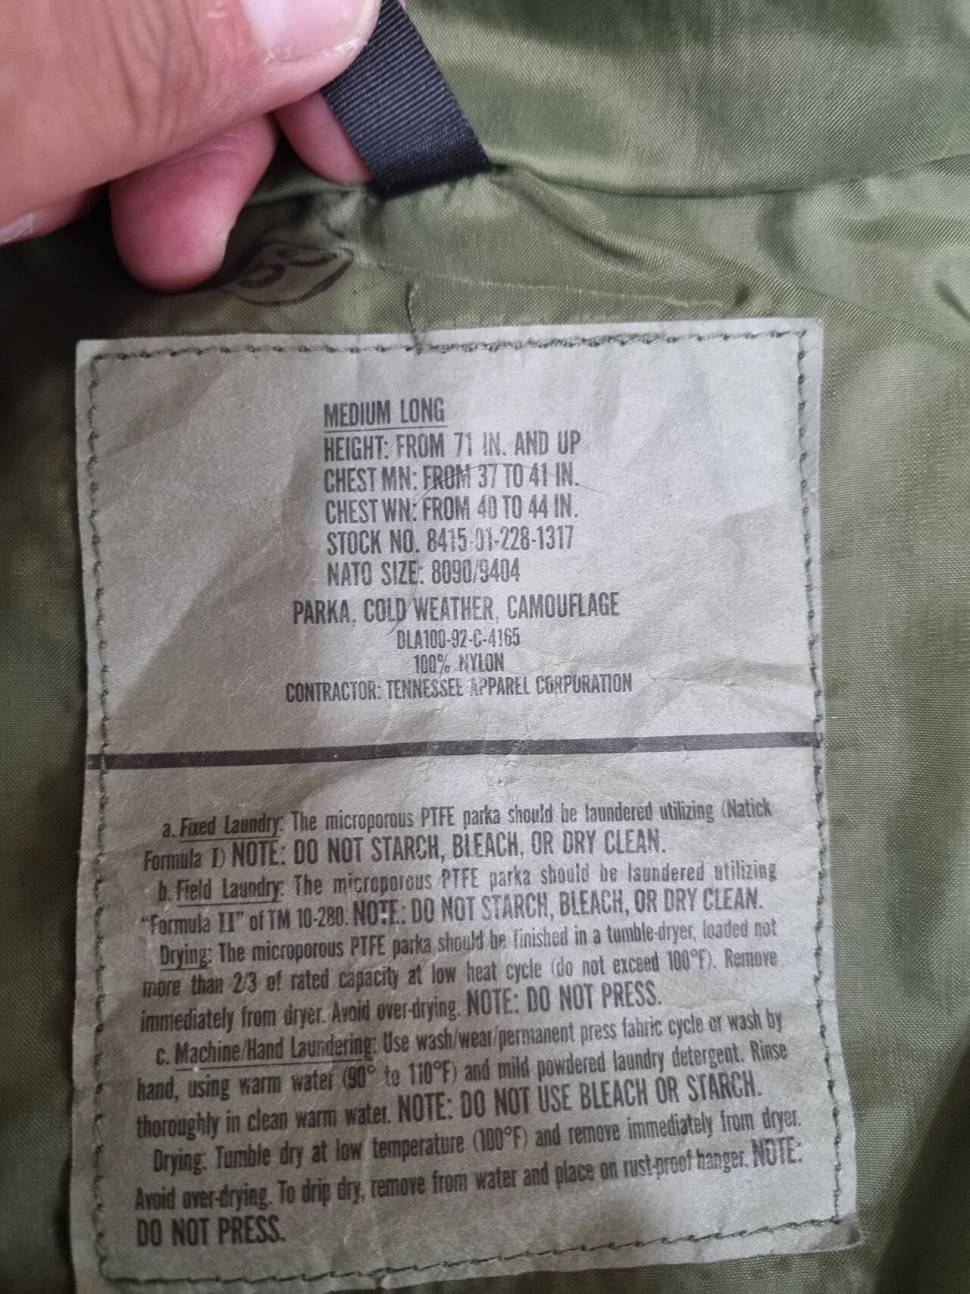 MEDIUM LONG
HEIGHT: FROM 71 IN. AND UP
CHEST MN: FROM 37 TO 41 IN.
CHEST WN: FROM 40 TO 44 IN.
STOCK NO. 8415-01-228-1317
NATO SIZE: 8090/9404
PARKA, COLD WEATHER, CAMOUFLAGE
DLA100-92-C-4165
100% NYLON
CONTRACTOR: TENNESSEE APPAREL CORPORATION
a. Fixed Laundry: The microporous PTFE parka should be laundered utilizing (Natick
Formula I) NOTE: DO NOT STARCH, BLEACH, OR DRY CLEAN.
b. Field Laundry: The microporous PTFE parka should be laundered utilizing
"Formula II" of TM 10-280. NOTE: DO NOT STARCH, BLEACH, OR DRY CLEAN.
Drying: The microporous PTFE parka should be finished in a tumble-dryer, loaded not
more than 2/3 of rated capacity at low heat cycle (do not exceed 100°F). Remove
immediately from dryer. Avoid over-drying. NOTE: DO NOT PRESS.
c. Machine/Hand Laundering: Use wash/wear/permanent press fabric cycle or wash by
hand, using warm water (90° to 110°F) and mild powdered laundry detergent. Rinse
thoroughly in clean warm water. NOTE: DO NOT USE BLEACH OR STARCH.
Drying: Tumble dry at low temperature (100°F) and remove immediately from dryer.
Avoid over-drying. To drip dry, remove from water and place on rust-proof hanger. NOTE:
DO NOT PRESS.